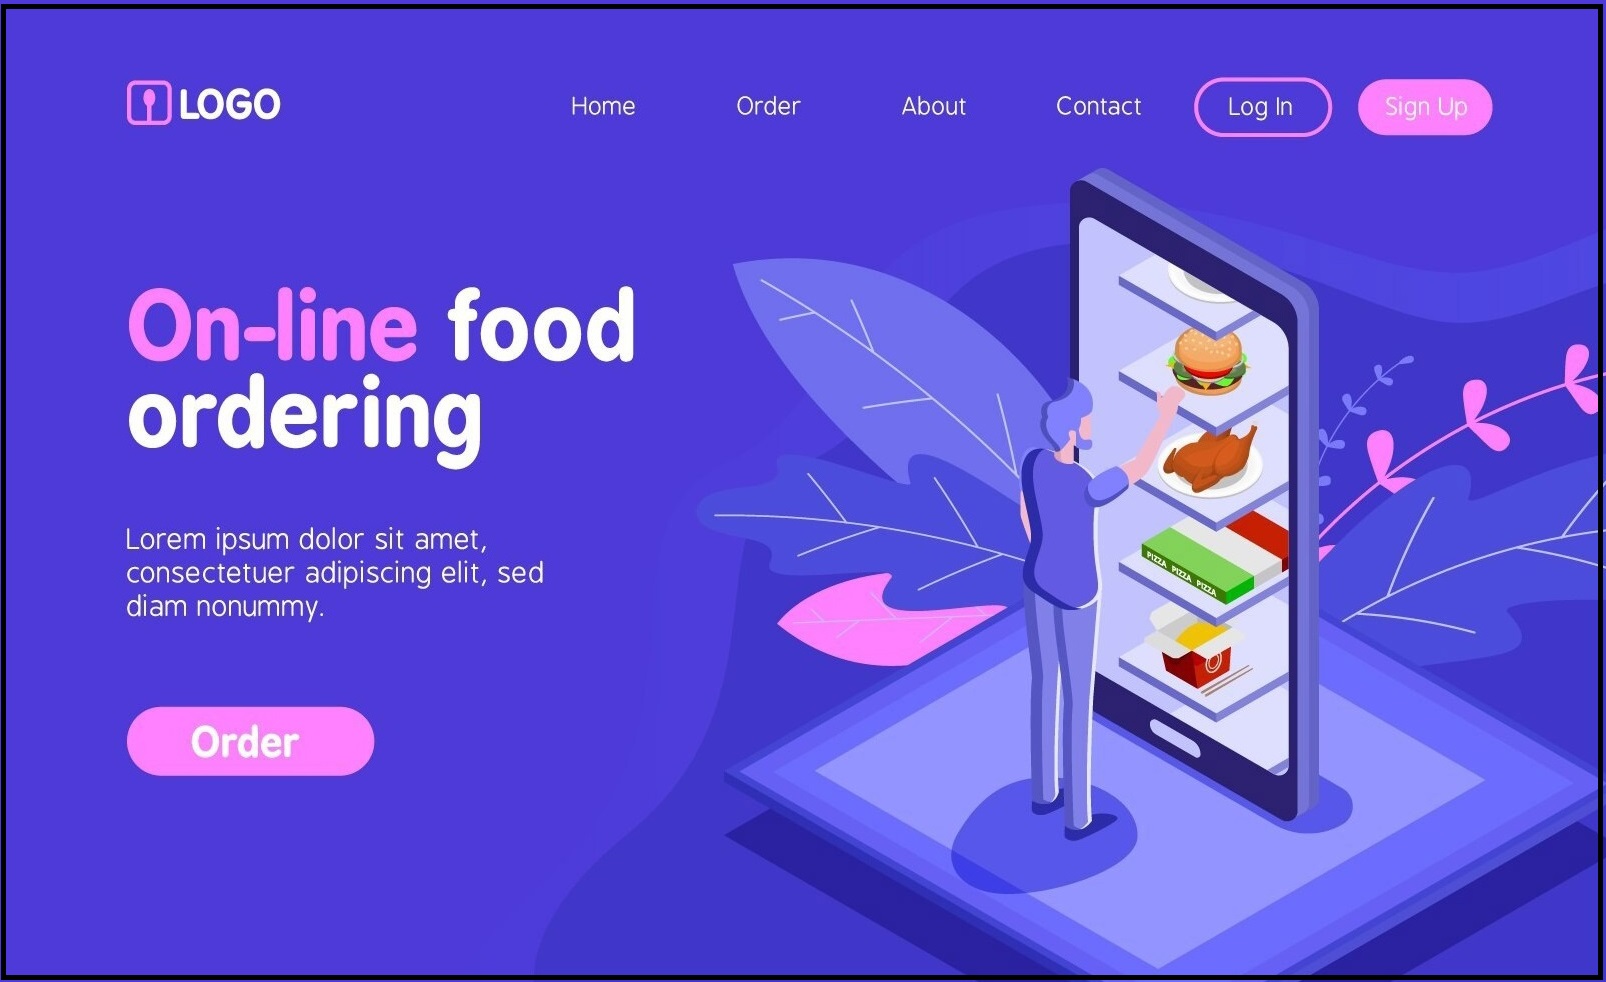 LOGO
Home Order About Contact Log In Sign Up
On-line food
ordering
Lorem ipsum dolor sit amet,
consectetuer adipiscing elit, sed
diam nonummy.
Order
PIZZA PIZZA PIZZA